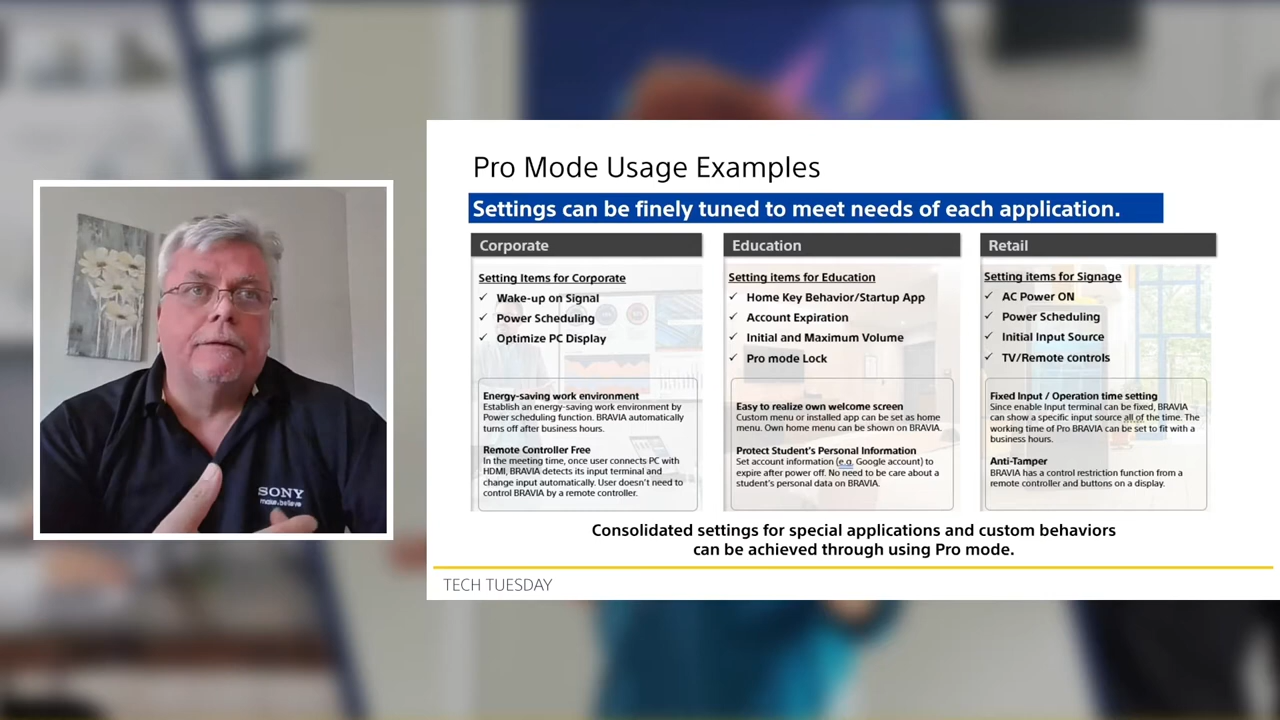 Pro Mode Usage Examples
Settings can be finely tuned to meet needs of each application.
Corporate
Setting Items for Corporate
✓ Wake-up on Signal
✓ Power Scheduling
✓ Optimize PC Display
Energy-saving work environment
Establish an energy-saving work environment by
Power scheduling function. BRAVIA automatically
turns off after business hours.
Remote Controller Free
In the meeting time, once user connects PC with
HDMI, BRAVIA detects its input terminal and
change input automatically. User doesn't need to
control BRAVIA by a remote controller.
Education
Setting items for Education
✓ Home Key Behavior/Startup App
✓ Account Expiration
✓ Initial and Maximum Volume
✓ Pro mode Lock
Easy to realize own welcome screen
Custom menu or installed app can be set as home
menu. Own home menu can be shown on BRAVIA.
Protect Student's Personal Information
Set account information (e.g. Google account) to
expire after power off. No need to be care about a
student's personal data on BRAVIA.
Retail
Setting items for Signage
✓ AC Power ON
✓ Power Scheduling
✓ Initial Input Source
✓ TV/Remote controls
Fixed Input / Operation time setting
Since enable Input terminal can be fixed, BRAVIA
can show a specific input source all of the time. The
working time of Pro BRAVIA can be set to fit with a
business hours.
Anti-Tamper
BRAVIA has a control restriction function from a
remote controller and buttons on a display.
Consolidated settings for special applications and custom behaviors
can be achieved through using Pro mode.
TECH TUESDAY
SONY
make.believe